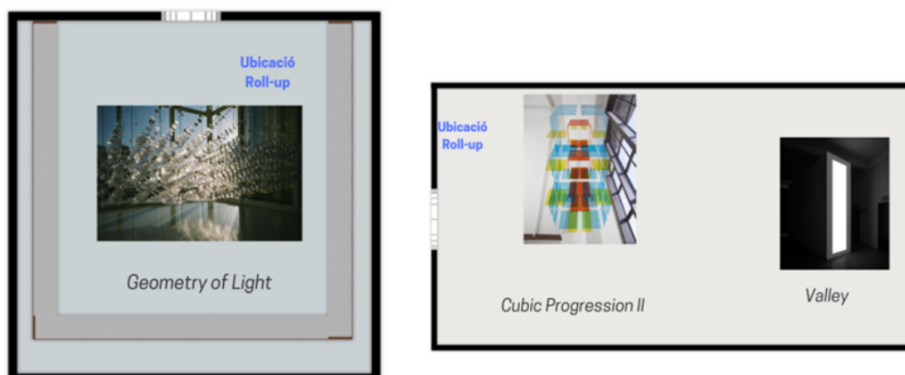 Ubicació
Roll-up
Geometry of Light
Ubicació
Roll-up
Cubic Progression II
Valley